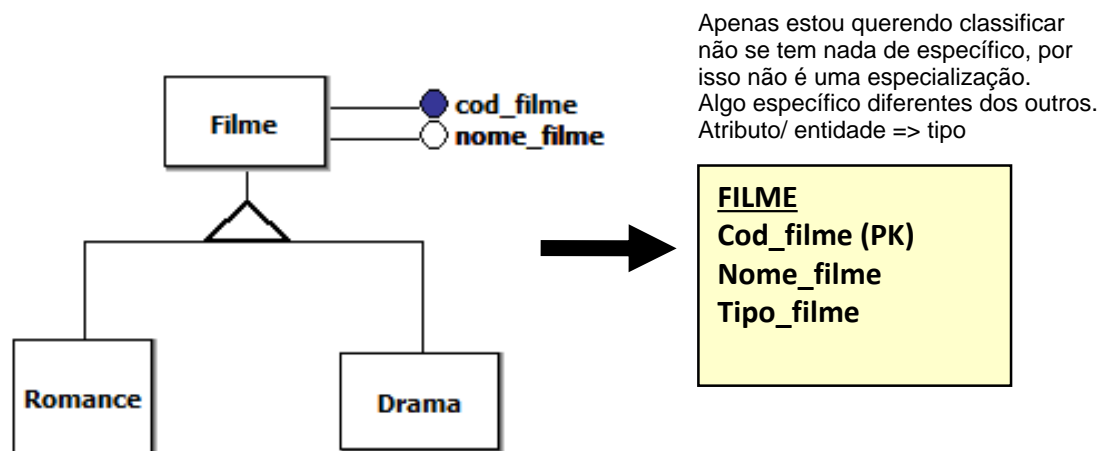 Apenas estou querendo classificar
não se tem nada de específico, por
isso não é uma especialização.
Algo específico diferentes dos outros.
Atributo/ entidade => tipo
Filme
cod_filme
nome_filme
Romance
Drama
FILME
Cod_filme (PK)
Nome_filme
Tipo_filme